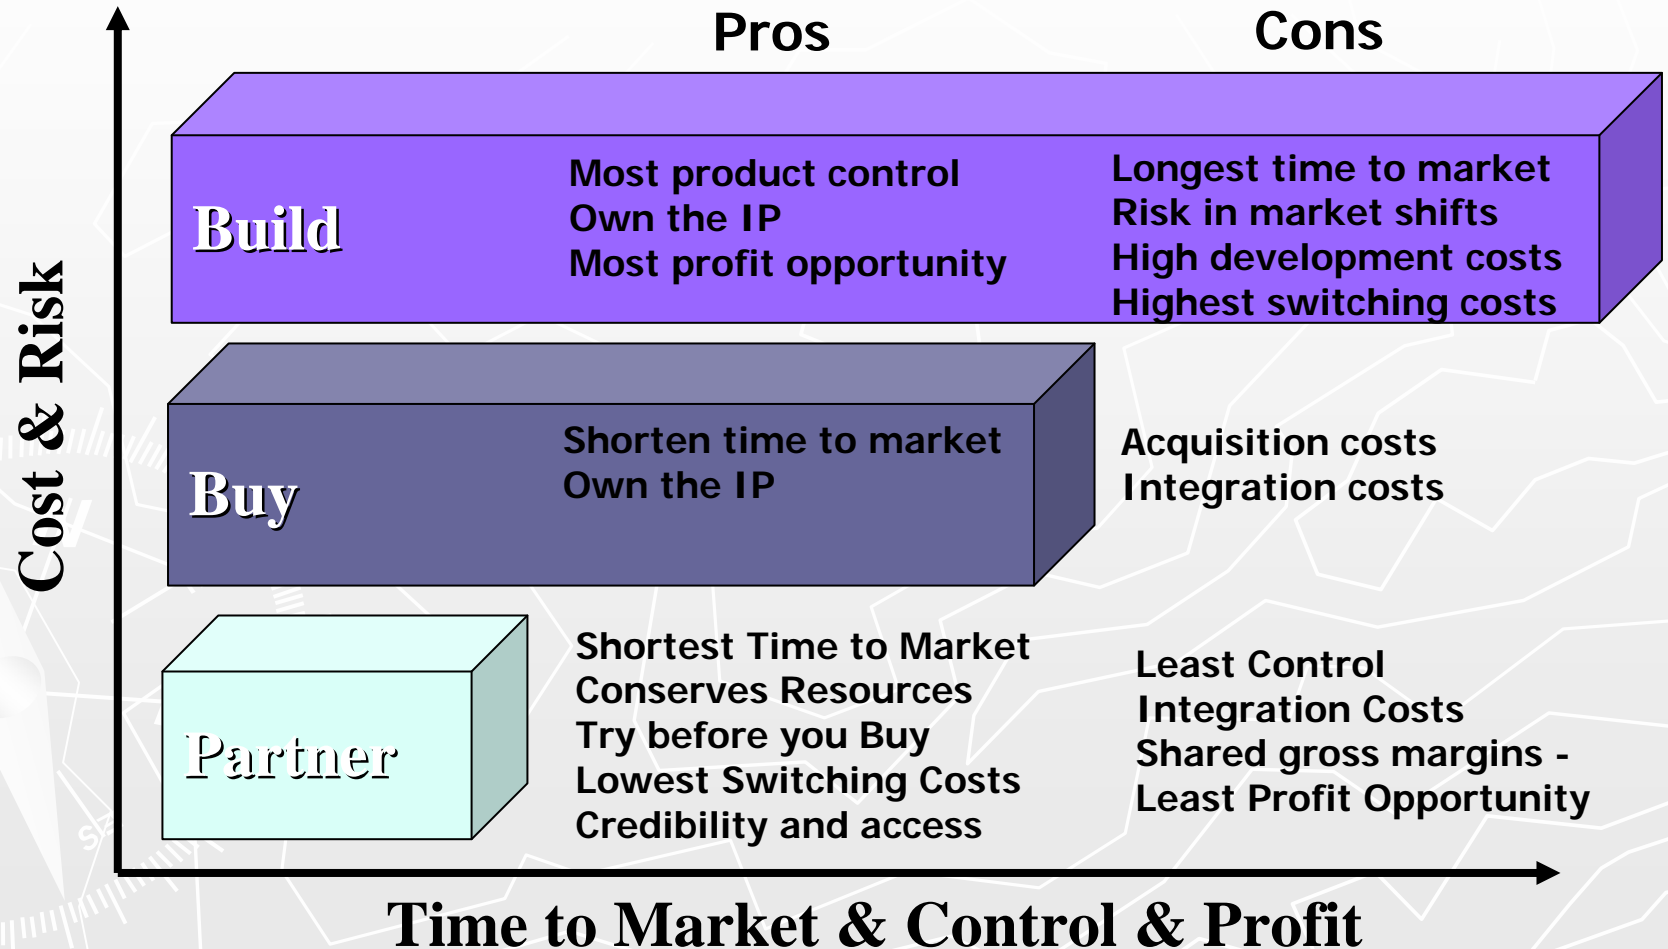 Pros
Cons
Build
Most product control
Own the IP
Most profit opportunity
Longest time to market
Risk in market shifts
High development costs
Highest switching costs
Buy
Shorten time to market
Own the IP
Acquisition costs
Integration costs
Partner
Shortest Time to Market
Conserves Resources
Try before you Buy
Lowest Switching Costs
Credibility and access
Least Control
Integration Costs
Shared gross margins -
Least Profit Opportunity
Cost & Risk
Time to Market & Control & Profit